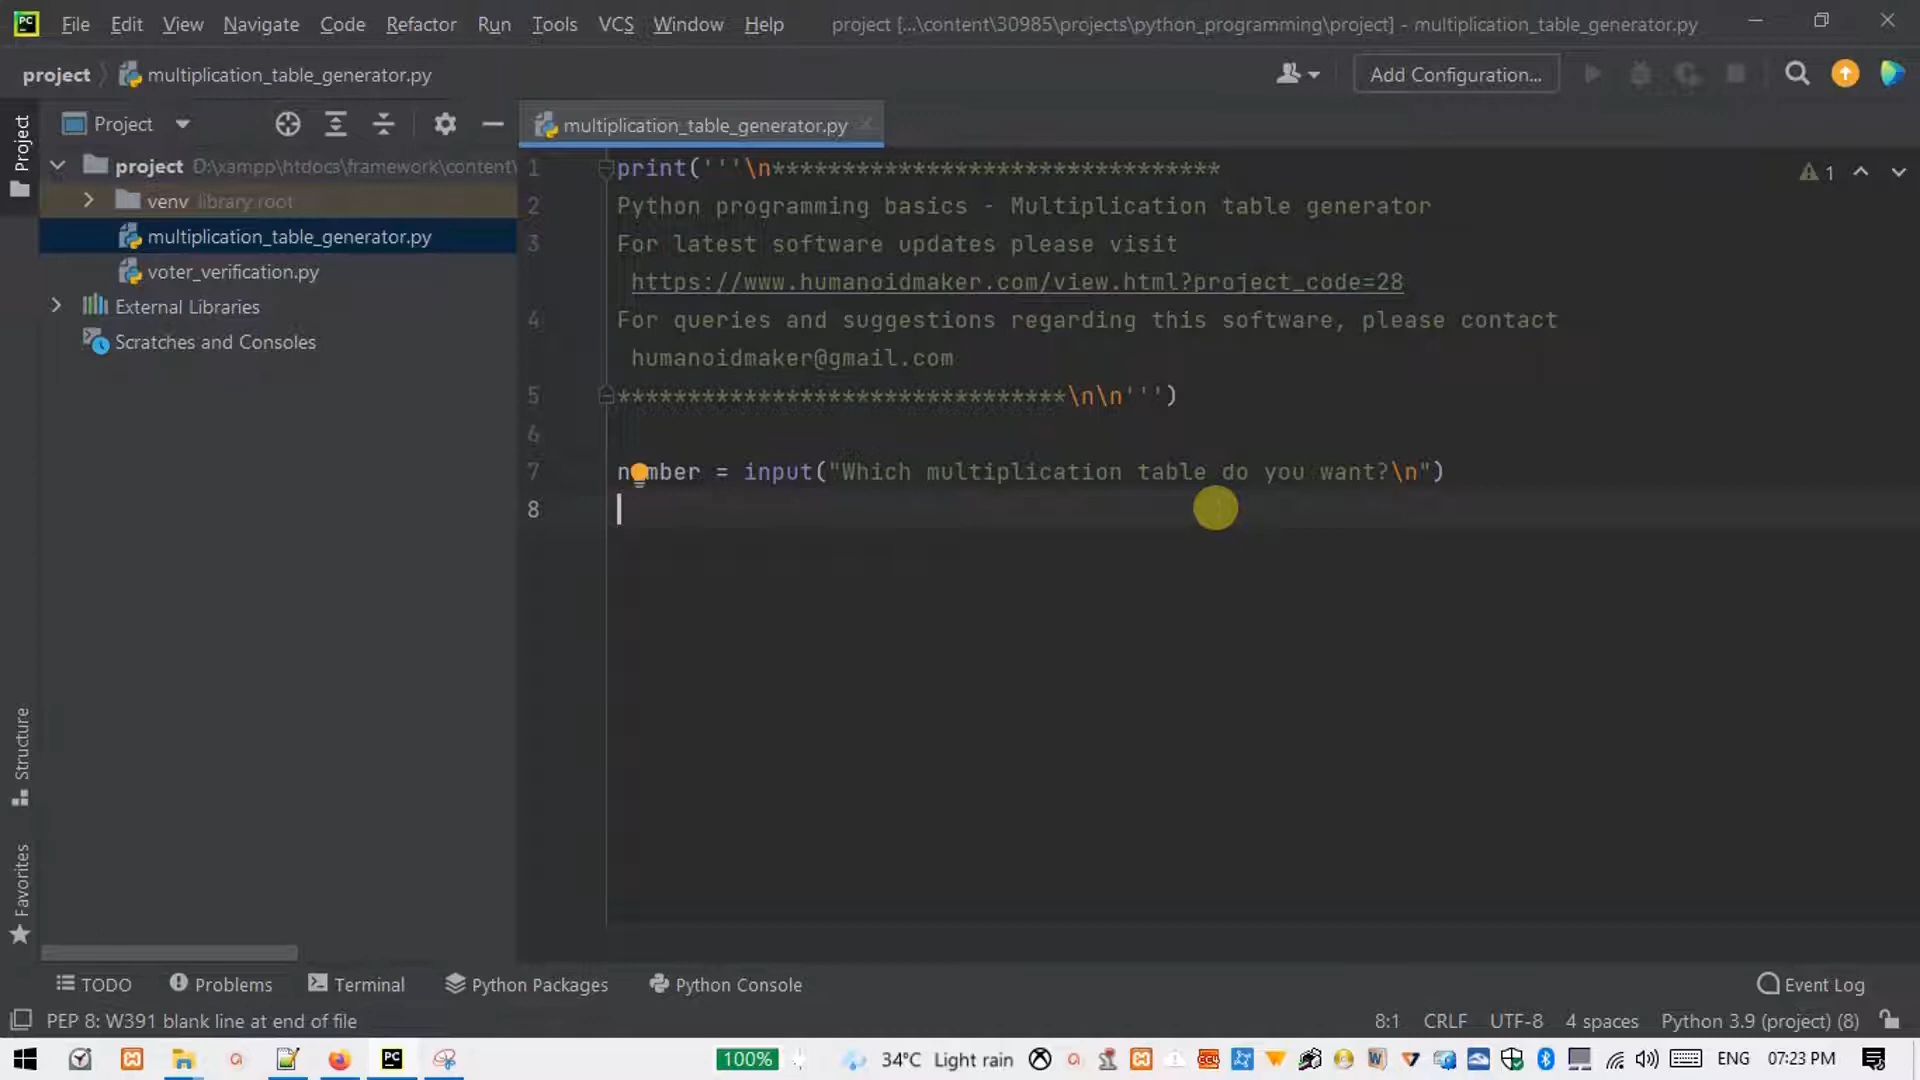 File Edit View Navigate Code Refactor Run Tools VCS Window Help project [...\content\30985\projects\python_programming\project] - multiplication_table_generator.py
project multiplication_table_generator.py Add Configuration...
Project Project multiplication_table_generator.py
project D:\xampp\htdocs\framework\content\
venv library root
multiplication_table_generator.py
voter_verification.py
External Libraries
Scratches and Consoles
1 print('''\n********************************
2 Python programming basics - Multiplication table generator
3 For latest software updates please visit
https://www.humanoidmaker.com/view.html?project_code=28
4 For queries and suggestions regarding this software, please contact
humanoidmaker@gmail.com
5 ********************************\n\n''')
6
7 number = input("Which multiplication table do you want?\n")
8
1
Structure
Favorites
TODO Problems Terminal Python Packages Python Console Event Log
PEP 8: W391 blank line at end of file 8:1 CRLF UTF-8 4 spaces Python 3.9 (project) (8)
100% 34°C Light rain ENG 07:23 PM